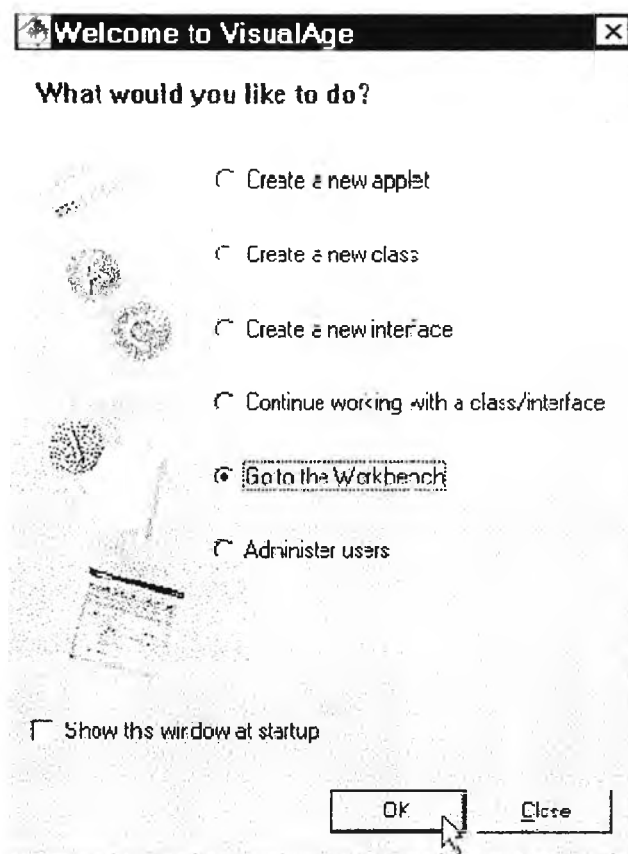 Welcome to VisualAge
What would you like to do?
Create a new applet
Create a new class
Create a new interface
Continue working with a class/interface
Go to the Workbench
Administer users
Show this window at startup
OK
Close